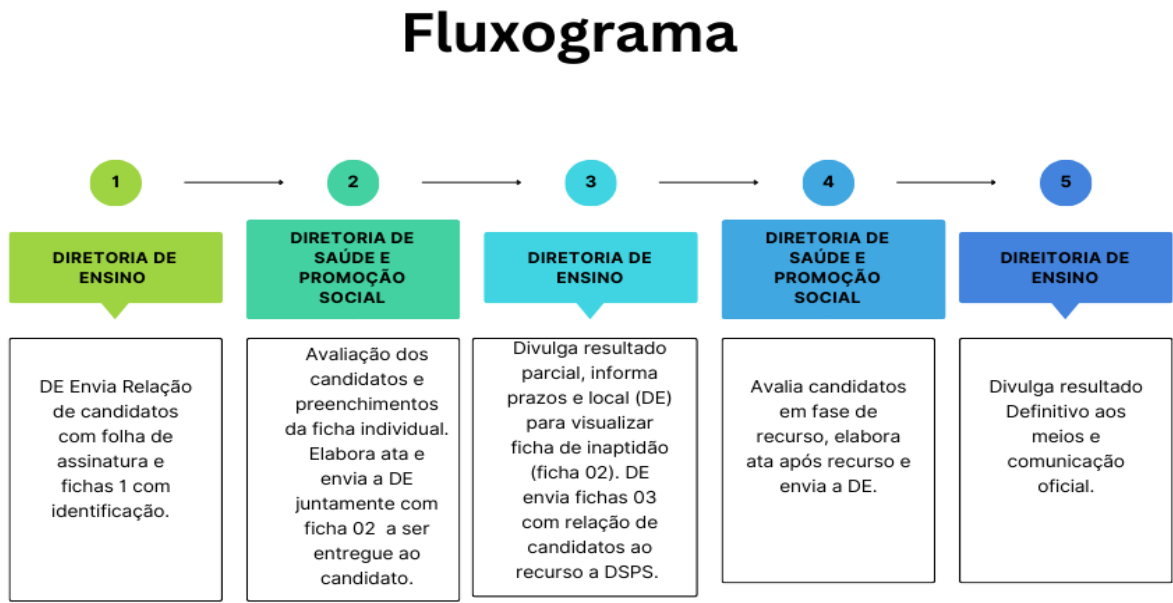 Fluxograma
1
2
3
4
5
DIRETORIA DE
ENSINO
DIRETORIA DE
SAÚDE E
PROMOÇÃO
SOCIAL
DIRETORIA DE
ENSINO
DIRETORIA DE
SAÚDE E
PROMOÇÃO
SOCIAL
DIREITORIA DE
ENSINO
DE Envia Relação
de candidatos
com folha de
assinatura e
fichas 1 com
identificação.
Avaliação dos
candidatos e
preenchimentos
da ficha individual.
Elabora ata e
envia a DE
juntamente com
ficha 02 a ser
entregue ao
candidato.
Divulga resultado
parcial, informa
prazos e local (DE)
para visualizar
ficha de inaptidão
(ficha 02). DE
envia fichas 03
com relação de
candidatos ao
recurso a DSPS.
Avalia candidatos
em fase de
recurso, elabora
ata após recurso e
envia a DE.
Divulga resultado
Definitivo aos
meios e
comunicação
oficial.